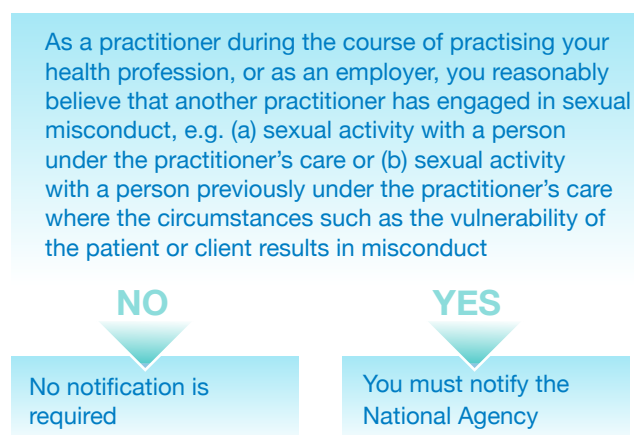 As a practitioner during the course of practising your
health profession, or as an employer, you reasonably
believe that another practitioner has engaged in sexual
misconduct, e.g. (a) sexual activity with a person
under the practitioner’s care or (b) sexual activity
with a person previously under the practitioner’s care
where the circumstances such as the vulnerability of
the patient or client results in misconduct
NO
YES
No notification is
required
You must notify the
National Agency